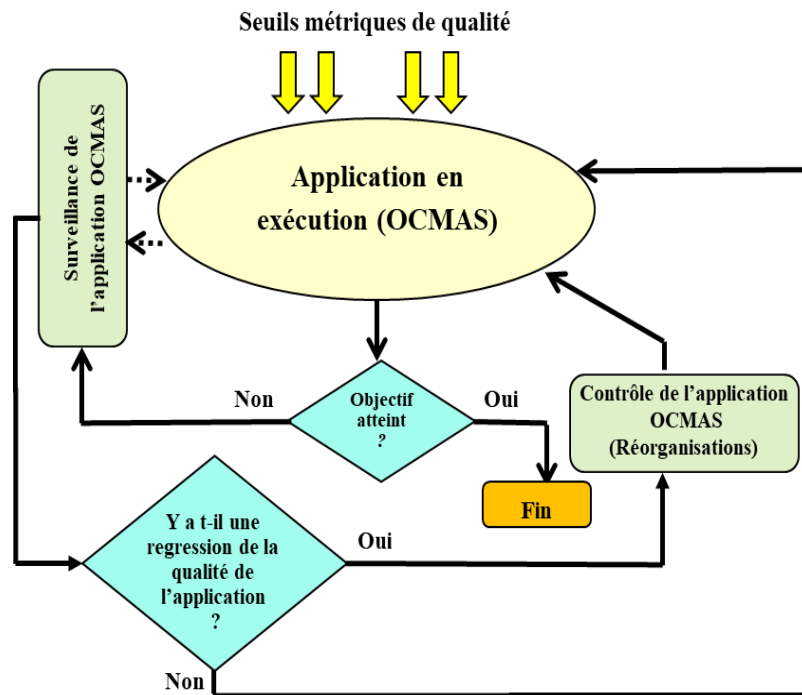 Seuils métriques de qualité
Surveillance de
l'application OCMAS
Application en
exécution (OCMAS)
Non
Objectif
atteint
?
Oui
Contrôle de l'application
OCMAS
(Réorganisations)
Fin
Y a t-il une
regression de la
qualité de
l'application
?
Oui
Non